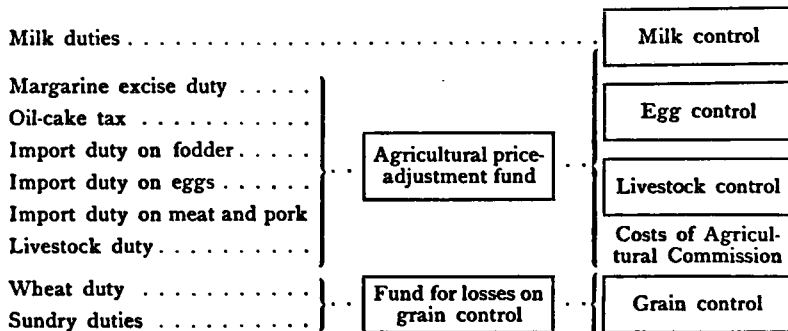 Milk duties
Milk control
Margarine excise duty
Oil-cake tax
Import duty on fodder
Import duty on eggs
Import duty on meat and pork
Livestock duty
Agricultural price-
adjustment fund
Egg control
Livestock control
Costs of Agricul-
tural Commission
Wheat duty
Sundry duties
Fund for losses on
grain control
Grain control